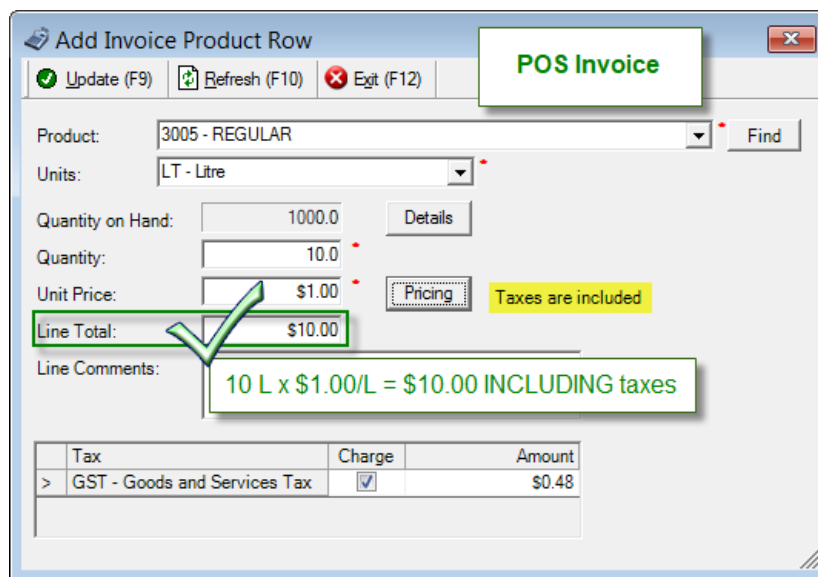 Add Invoice Product Row
POS Invoice
Update (F9) Refresh (F10) Exit (F12)
Product: 3005 - REGULAR * Find
Units: LT - Litre *
Quantity on Hand: 1000.0 Details
Quantity: 10.0 *
Unit Price: $1.00 * Pricing Taxes are included
Line Total: $10.00
Line Comments:
10 L x $1.00/L = $10.00 INCLUDING taxes
Tax Charge Amount
> GST - Goods and Services Tax $0.48